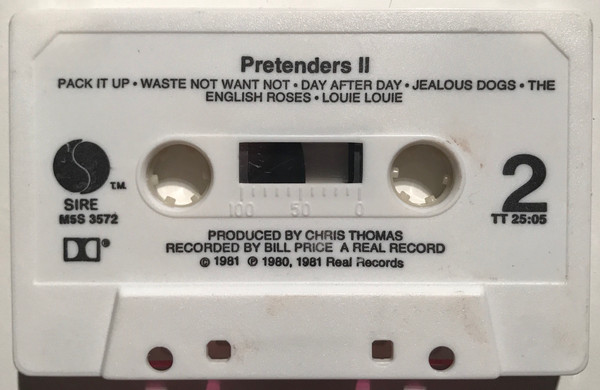 Pretenders II
PACK IT UP • WASTE NOT WANT NOT • DAY AFTER DAY • JEALOUS DOGS • THE
ENGLISH ROSES • LOUIE LOUIE
T.M.
SIRE
M5S 3572
2
TT 25:05
100 50 0
PRODUCED BY CHRIS THOMAS
RECORDED BY BILL PRICE A REAL RECORD
© 1981 ℗ 1980, 1981 Real Records